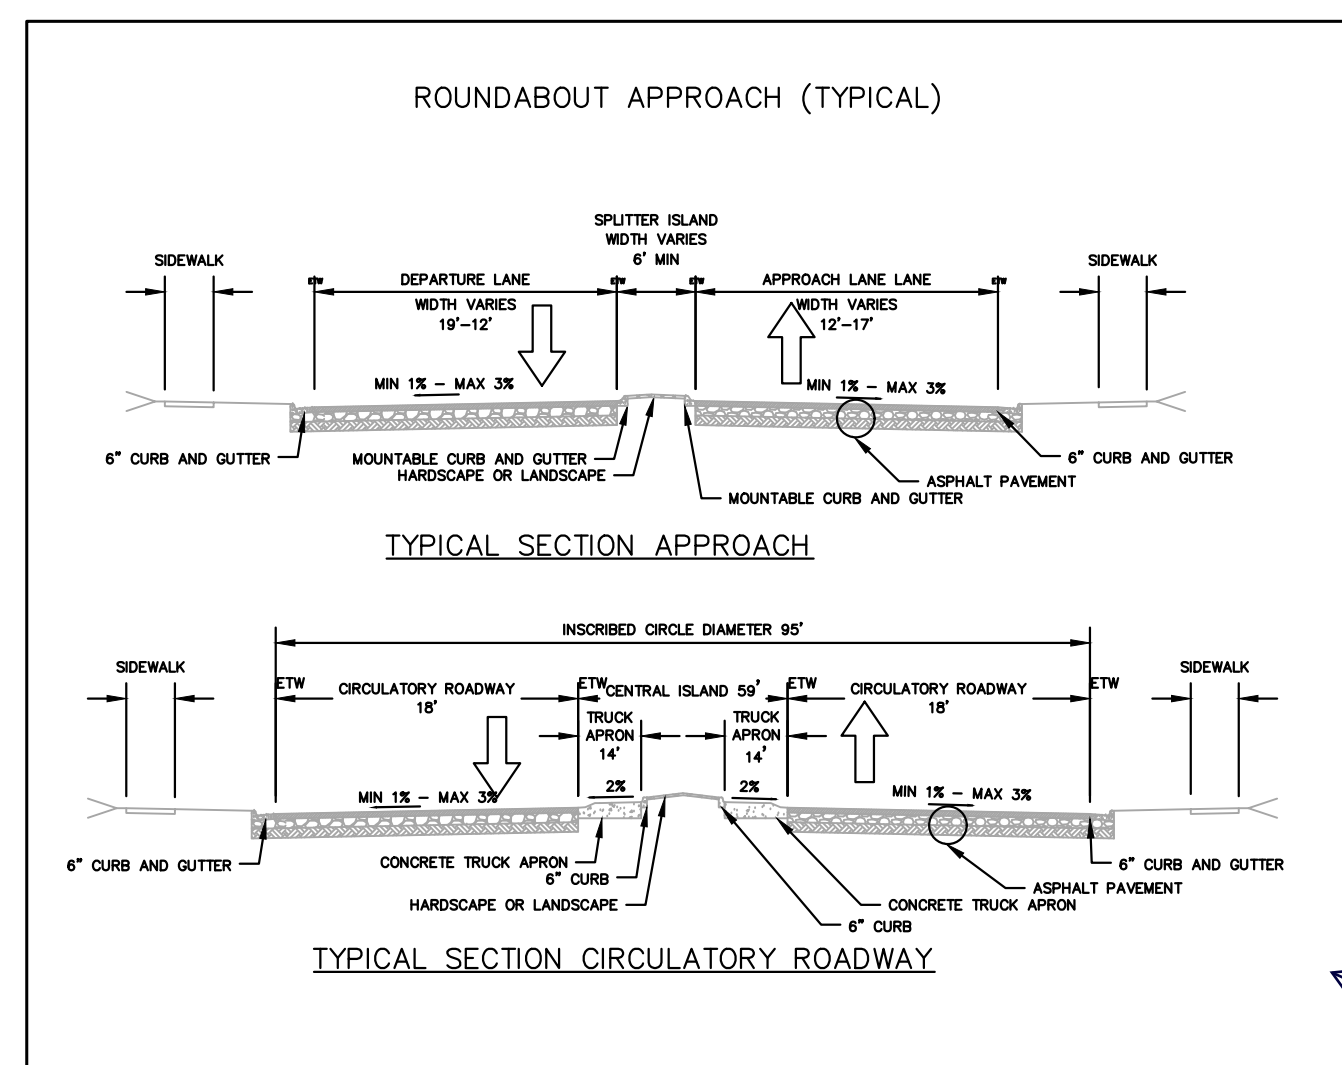 ROUNDABOUT APPROACH (TYPICAL)
SPLITTER ISLAND
WIDTH VARIES
6' MIN
SIDEWALK
ETW
DEPARTURE LANE
ETW
ETW
APPROACH LANE LANE
ETW
SIDEWALK
WIDTH VARIES
19'-12'
WIDTH VARIES
12'-17'
MIN 1% - MAX 3%
MIN 1% - MAX 3%
6" CURB AND GUTTER
MOUNTABLE CURB AND GUTTER
HARDSCAPE OR LANDSCAPE
6" CURB AND GUTTER
ASPHALT PAVEMENT
MOUNTABLE CURB AND GUTTER
TYPICAL SECTION APPROACH
INSCRIBED CIRCLE DIAMETER 95'
SIDEWALK
SIDEWALK
ETW
CIRCULATORY ROADWAY
18'
ETW
CENTRAL ISLAND 59'
ETW
CIRCULATORY ROADWAY
18'
ETW
TRUCK
APRON
14'
TRUCK
APRON
14'
MIN 1% - MAX 3%
2%
2%
MIN 1% - MAX 3%
6" CURB AND GUTTER
CONCRETE TRUCK APRON
6" CURB
HARDSCAPE OR LANDSCAPE
6" CURB AND GUTTER
ASPHALT PAVEMENT
CONCRETE TRUCK APRON
6" CURB
TYPICAL SECTION CIRCULATORY ROADWAY